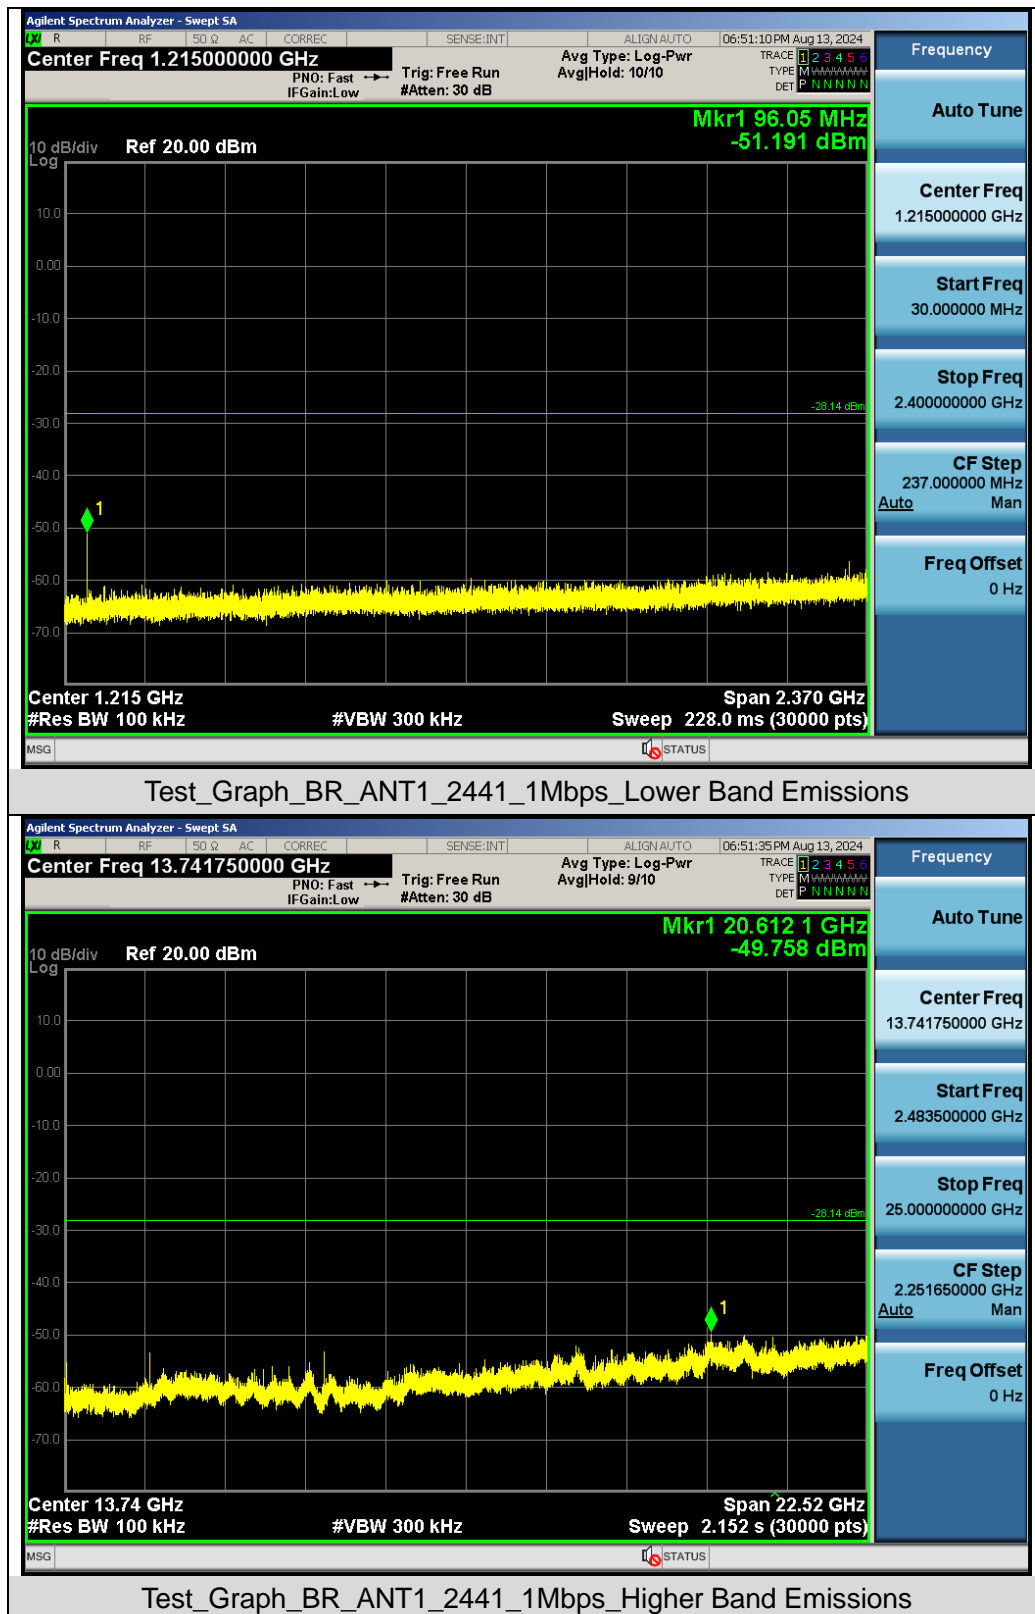 Agilent Spectrum Analyzer - Swept SA
LXI R RF 50 Ω AC CORREC SENSE:INT ALIGN AUTO 06:51:10 PM Aug 13, 2024
Center Freq 1.215000000 GHz
PNO: Fast Trig: Free Run
IFGain:Low #Atten: 30 dB
Avg Type: Log-Pwr
Avg|Hold: 10/10
TRACE 1 2 3 4 5 6
TYPE M WWWWW
DET P N N N N N
Mkr1 96.05 MHz
-51.191 dBm
10 dB/div Ref 20.00 dBm
Log
10.0
0.00
-10.0
-20.0
-28.14 dBm
-30.0
-40.0
1
-50.0
-60.0
-70.0
Center 1.215 GHz Span 2.370 GHz
#Res BW 100 kHz #VBW 300 kHz Sweep 228.0 ms (30000 pts)
MSG STATUS
Frequency
Auto Tune
Center Freq
1.215000000 GHz
Start Freq
30.000000 MHz
Stop Freq
2.400000000 GHz
CF Step
237.000000 MHz
Auto Man
Freq Offset
0 Hz
Test_Graph_BR_ANT1_2441_1Mbps_Lower Band Emissions
Agilent Spectrum Analyzer - Swept SA
LXI R RF 50 Ω AC CORREC SENSE:INT ALIGN AUTO 06:51:35 PM Aug 13, 2024
Center Freq 13.741750000 GHz
PNO: Fast Trig: Free Run
IFGain:Low #Atten: 30 dB
Avg Type: Log-Pwr
Avg|Hold: 9/10
TRACE 1 2 3 4 5 6
TYPE M WWWWW
DET P N N N N N
Mkr1 20.612 1 GHz
-49.758 dBm
10 dB/div Ref 20.00 dBm
Log
10.0
0.00
-10.0
-20.0
-28.14 dBm
-30.0
-40.0
1
-50.0
-60.0
-70.0
Center 13.74 GHz Span 22.52 GHz
#Res BW 100 kHz #VBW 300 kHz Sweep 2.152 s (30000 pts)
MSG STATUS
Frequency
Auto Tune
Center Freq
13.741750000 GHz
Start Freq
2.483500000 GHz
Stop Freq
25.000000000 GHz
CF Step
2.251650000 GHz
Auto Man
Freq Offset
0 Hz
Test_Graph_BR_ANT1_2441_1Mbps_Higher Band Emissions